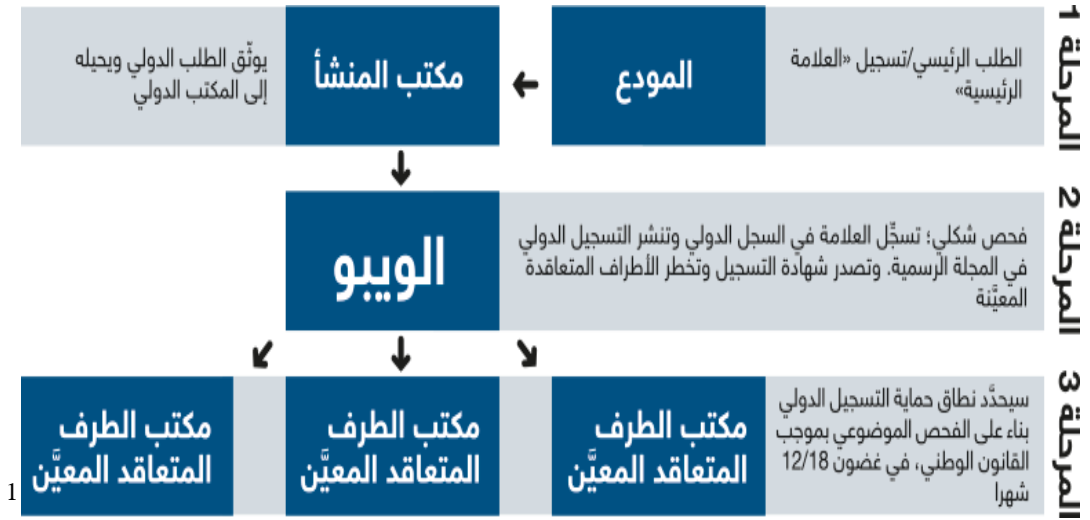 المرحلة 1
الطلب الرئيسي/تسجيل «العلامة
الرئيسية»
المودع
مكتب المنشأ
يوثّق الطلب الدولي ويحيله
إلى المكتب الدولي
المرحلة 2
فحص شكلي؛ تسجِّل العلامة في السجل الدولي وتنشر التسجيل الدولي
في المجلة الرسمية. وتصدر شهادة التسجيل وتخطر الأطراف المتعاقدة
المعيَّنة
الويبو
المرحلة 3
سيحدَّد نطاق حماية التسجيل الدولي
بناء على الفحص الموضوعي بموجب
القانون الوطني، في غضون 12/18
شهرا
مكتب الطرف
المتعاقد المعيَّن
مكتب الطرف
المتعاقد المعيَّن
مكتب الطرف
المتعاقد المعيَّن
1